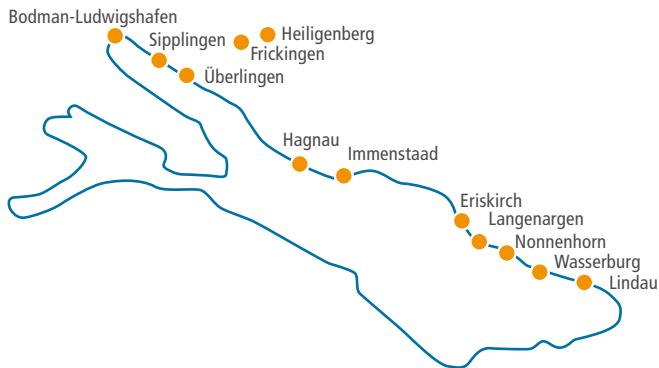 Bodman-Ludwigshafen
Sipplingen
Heiligenberg
Frickingen
Überlingen
Hagnau
Immenstaad
Eriskirch
Langenargen
Nonnenhorn
Wasserburg
Lindau